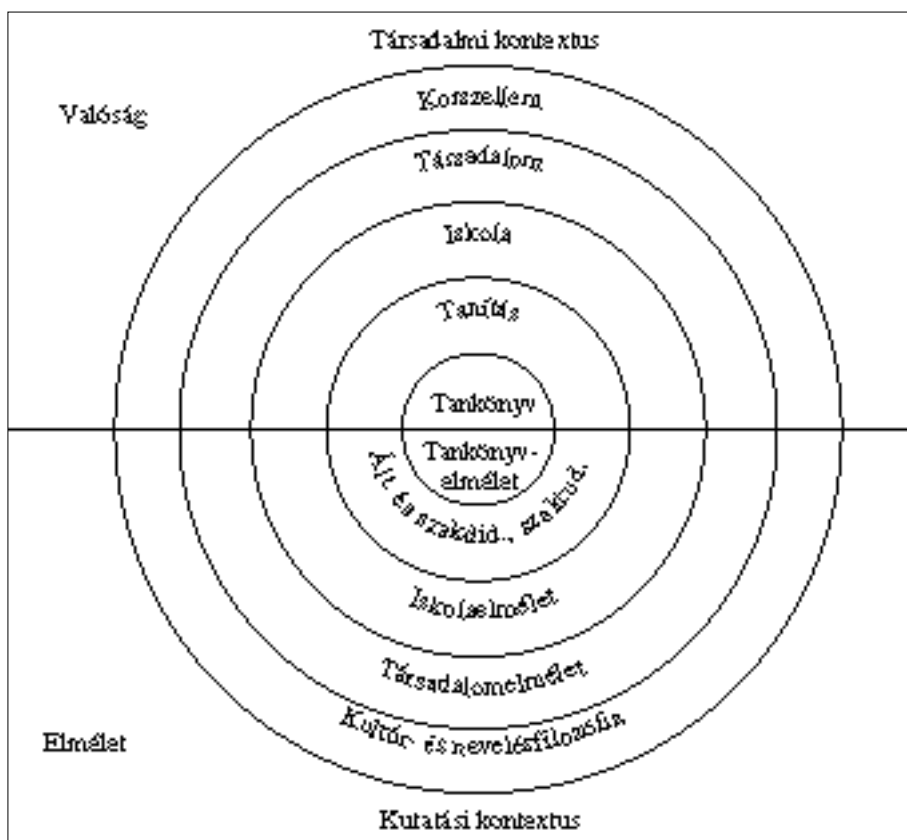 Társadalmi kontextus
Valóság
Korszellem
Társadalom
Iskola
Tanítás
Tankönyv
Tankönyv-
elmélet
Ált. és szakdid., szaktud.
Iskolaelmélet
Társadalomelmélet
Kultúr- és nevelésfilozófia
Elmélet
Kutatási kontextus